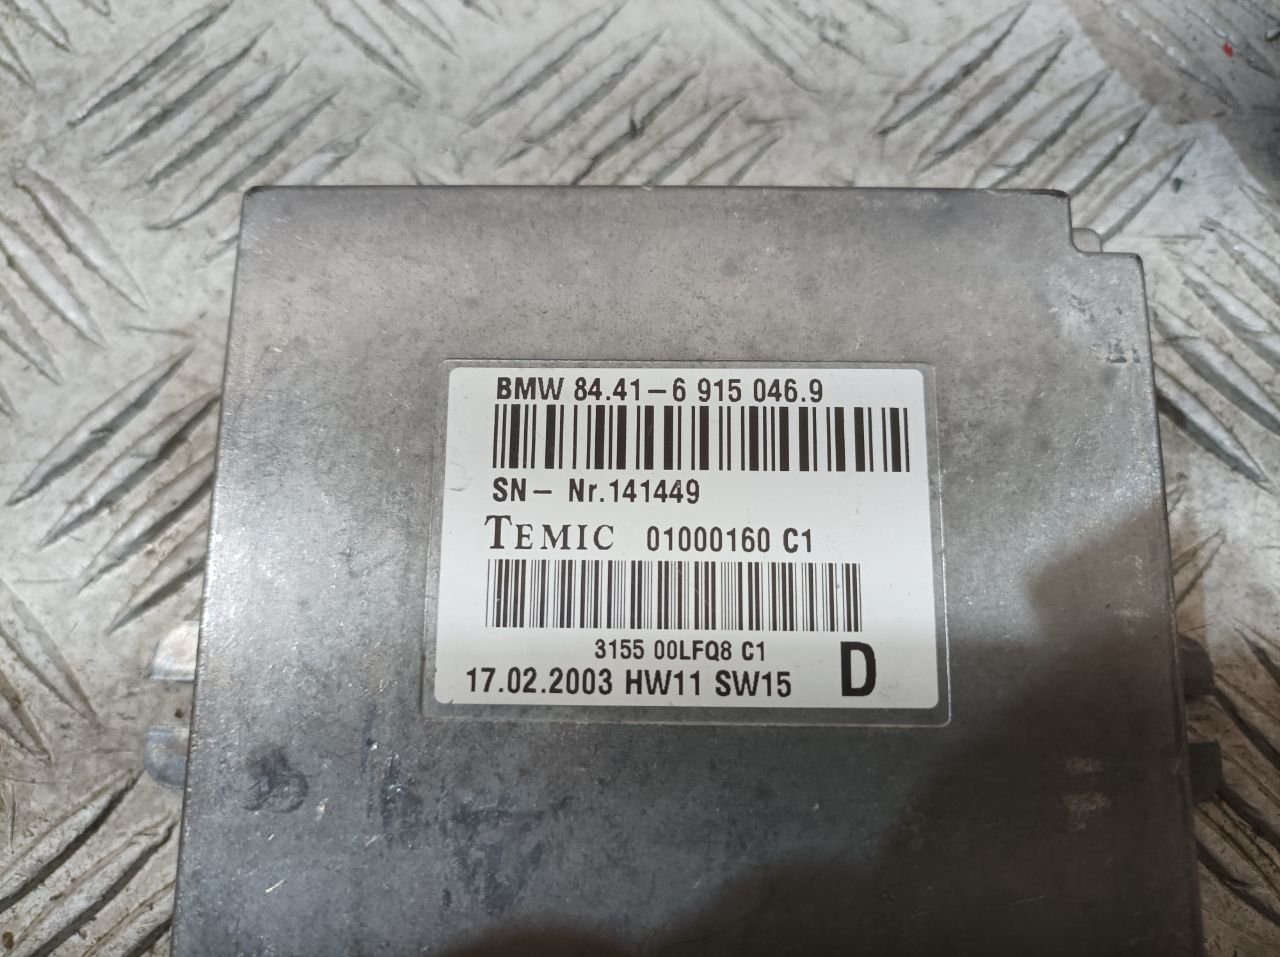 BMW 84.41-6 915 046.9
SN- Nr.141449
TEMIC 01000160 C1
3155 00LFQ8 C1
17.02.2003 HW11 SW15 D